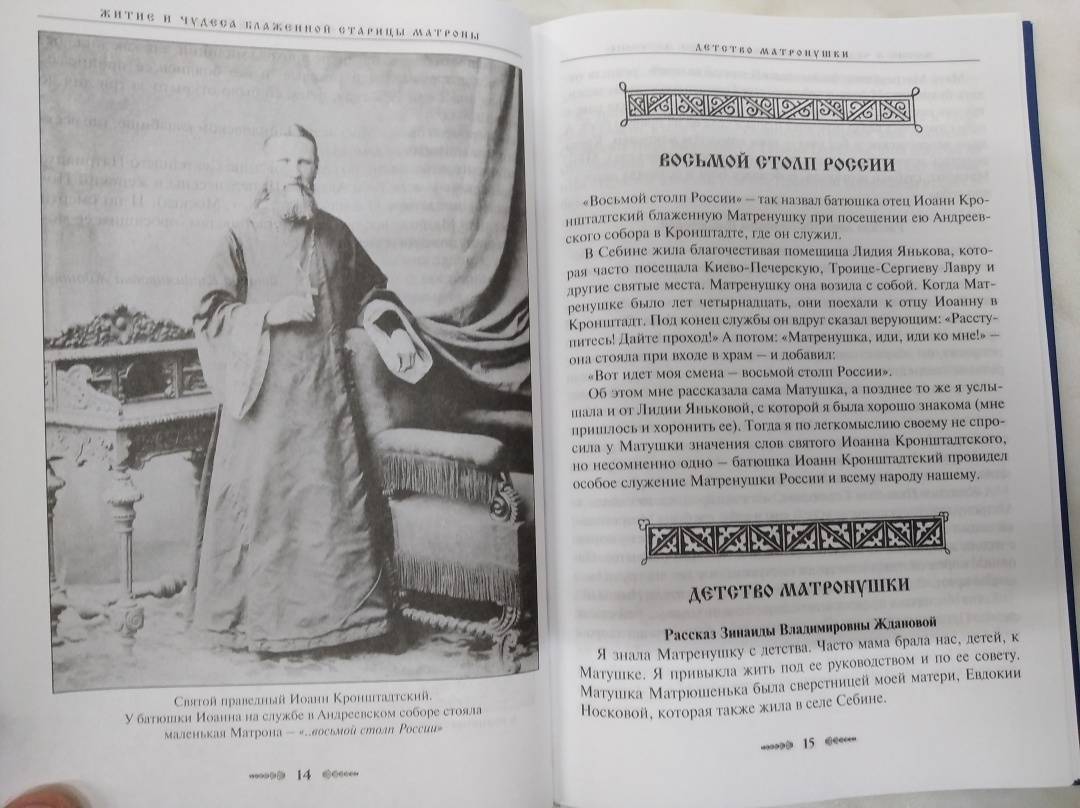 ЖИТИЕ И ЧУДЕСА БЛАЖЕННОЙ СТАРИЦЫ МАТРОНЫ
Святой праведный Иоанн Кронштадтский.
У батюшки Иоанна на службе в Андреевском соборе стояла
маленькая Матрона – «..восьмой столп России»
14
ДЕТСТВО МАТРОНУШКИ
ВОСЬМОЙ СТОЛП РОССИИ
«Восьмой столп России» – так назвал батюшка отец Иоанн Кро-
нштадтский блаженную Матренушку при посещении ею Андреев-
ского собора в Кронштадте, где он служил.
В Себине жила благочестивая помещица Лидия Янькова, кото-
рая часто посещала Киево-Печерскую, Троице-Сергиеву Лавру и
другие святые места. Матренушку она возила с собой. Когда Мат-
ренушке было лет четырнадцать, они поехали к отцу Иоанну в
Кронштадт. Под конец службы он вдруг сказал верующим: «Рассту-
питесь! Дайте проход!» А потом: «Матренушка, иди, иди ко мне!» –
она стояла при входе в храм – и добавил:
«Вот идет моя смена – восьмой столп России».
Об этом мне рассказала сама Матушка, а позднее то же я услы-
шала и от Лидии Яньковой, с которой я была хорошо знакома (мне
пришлось и хоронить ее). Тогда я по легкомыслию своему не спро-
сила у Матушки значения слов святого Иоанна Кронштадтского,
но несомненно одно – батюшка Иоанн Кронштадтский провидел
особое служение Матренушки России и всему народу нашему.
ДЕТСТВО МАТРОНУШКИ
Рассказ Зинаиды Владимировны Ждановой
Я знала Матренушку с детства. Часто мама брала нас, детей, к
Матушке. Я привыкла жить под ее руководством и по ее совету.
Матушка Матрюшенька была сверстницей моей матери, Евдокии
Носковой, которая также жила в селе Себине.
15